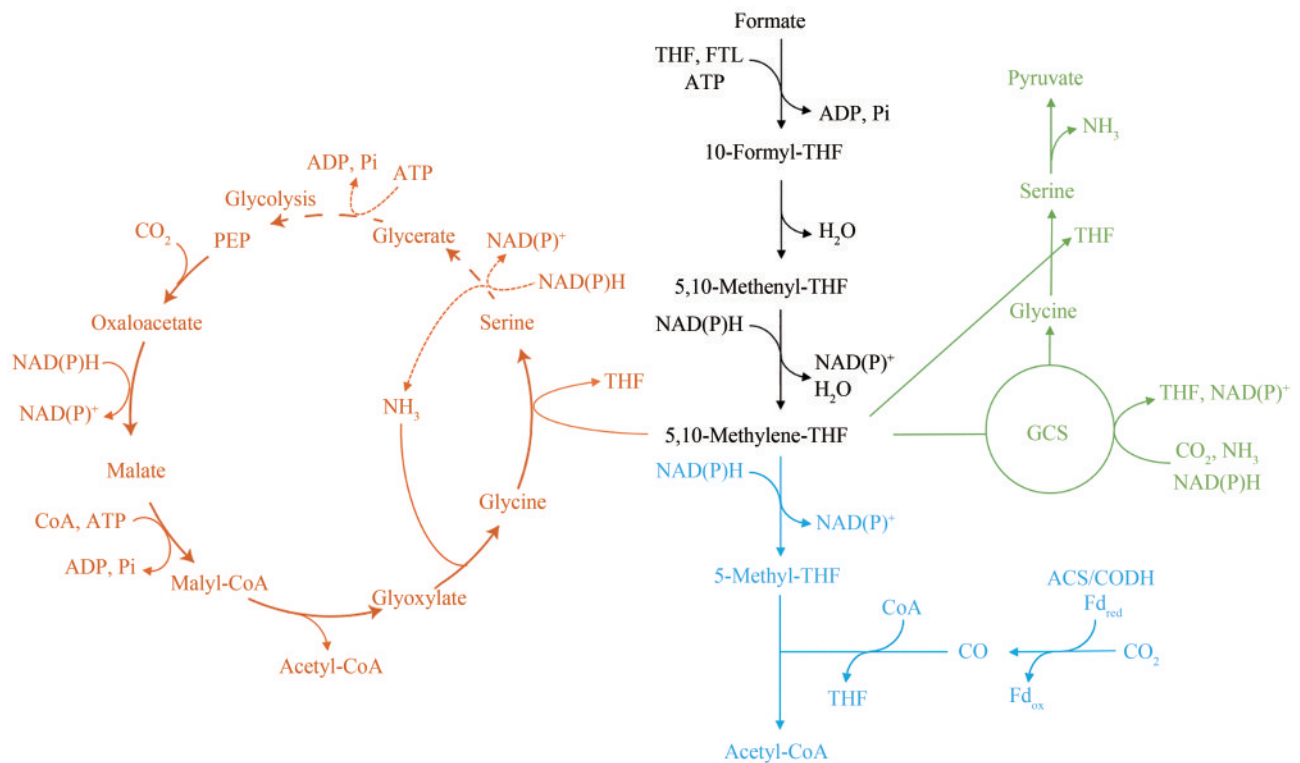 Formate
THF, FTL
ATP
ADP, Pi
10-Formyl-THF
H₂O
5,10-Methenyl-THF
NAD(P)H
NAD(P)⁺
H₂O
5,10-Methylene-THF
NAD(P)H
NAD(P)⁺
5-Methyl-THF
CoA
THF
CO
ACS/CODH
Fd_red
Fd_ox
CO₂
Acetyl-CoA
Pyruvate
NH₃
Serine
THF
Glycine
GCS
THF, NAD(P)⁺
CO₂, NH₃
NAD(P)H
ADP, Pi
ATP
Glycolysis
CO₂
PEP
Glycerate
NAD(P)⁺
NAD(P)H
Oxaloacetate
Serine
NAD(P)H
NAD(P)⁺
THF
NH₃
Malate
Glycine
CoA, ATP
ADP, Pi
Malyl-CoA
Glyoxylate
Acetyl-CoA